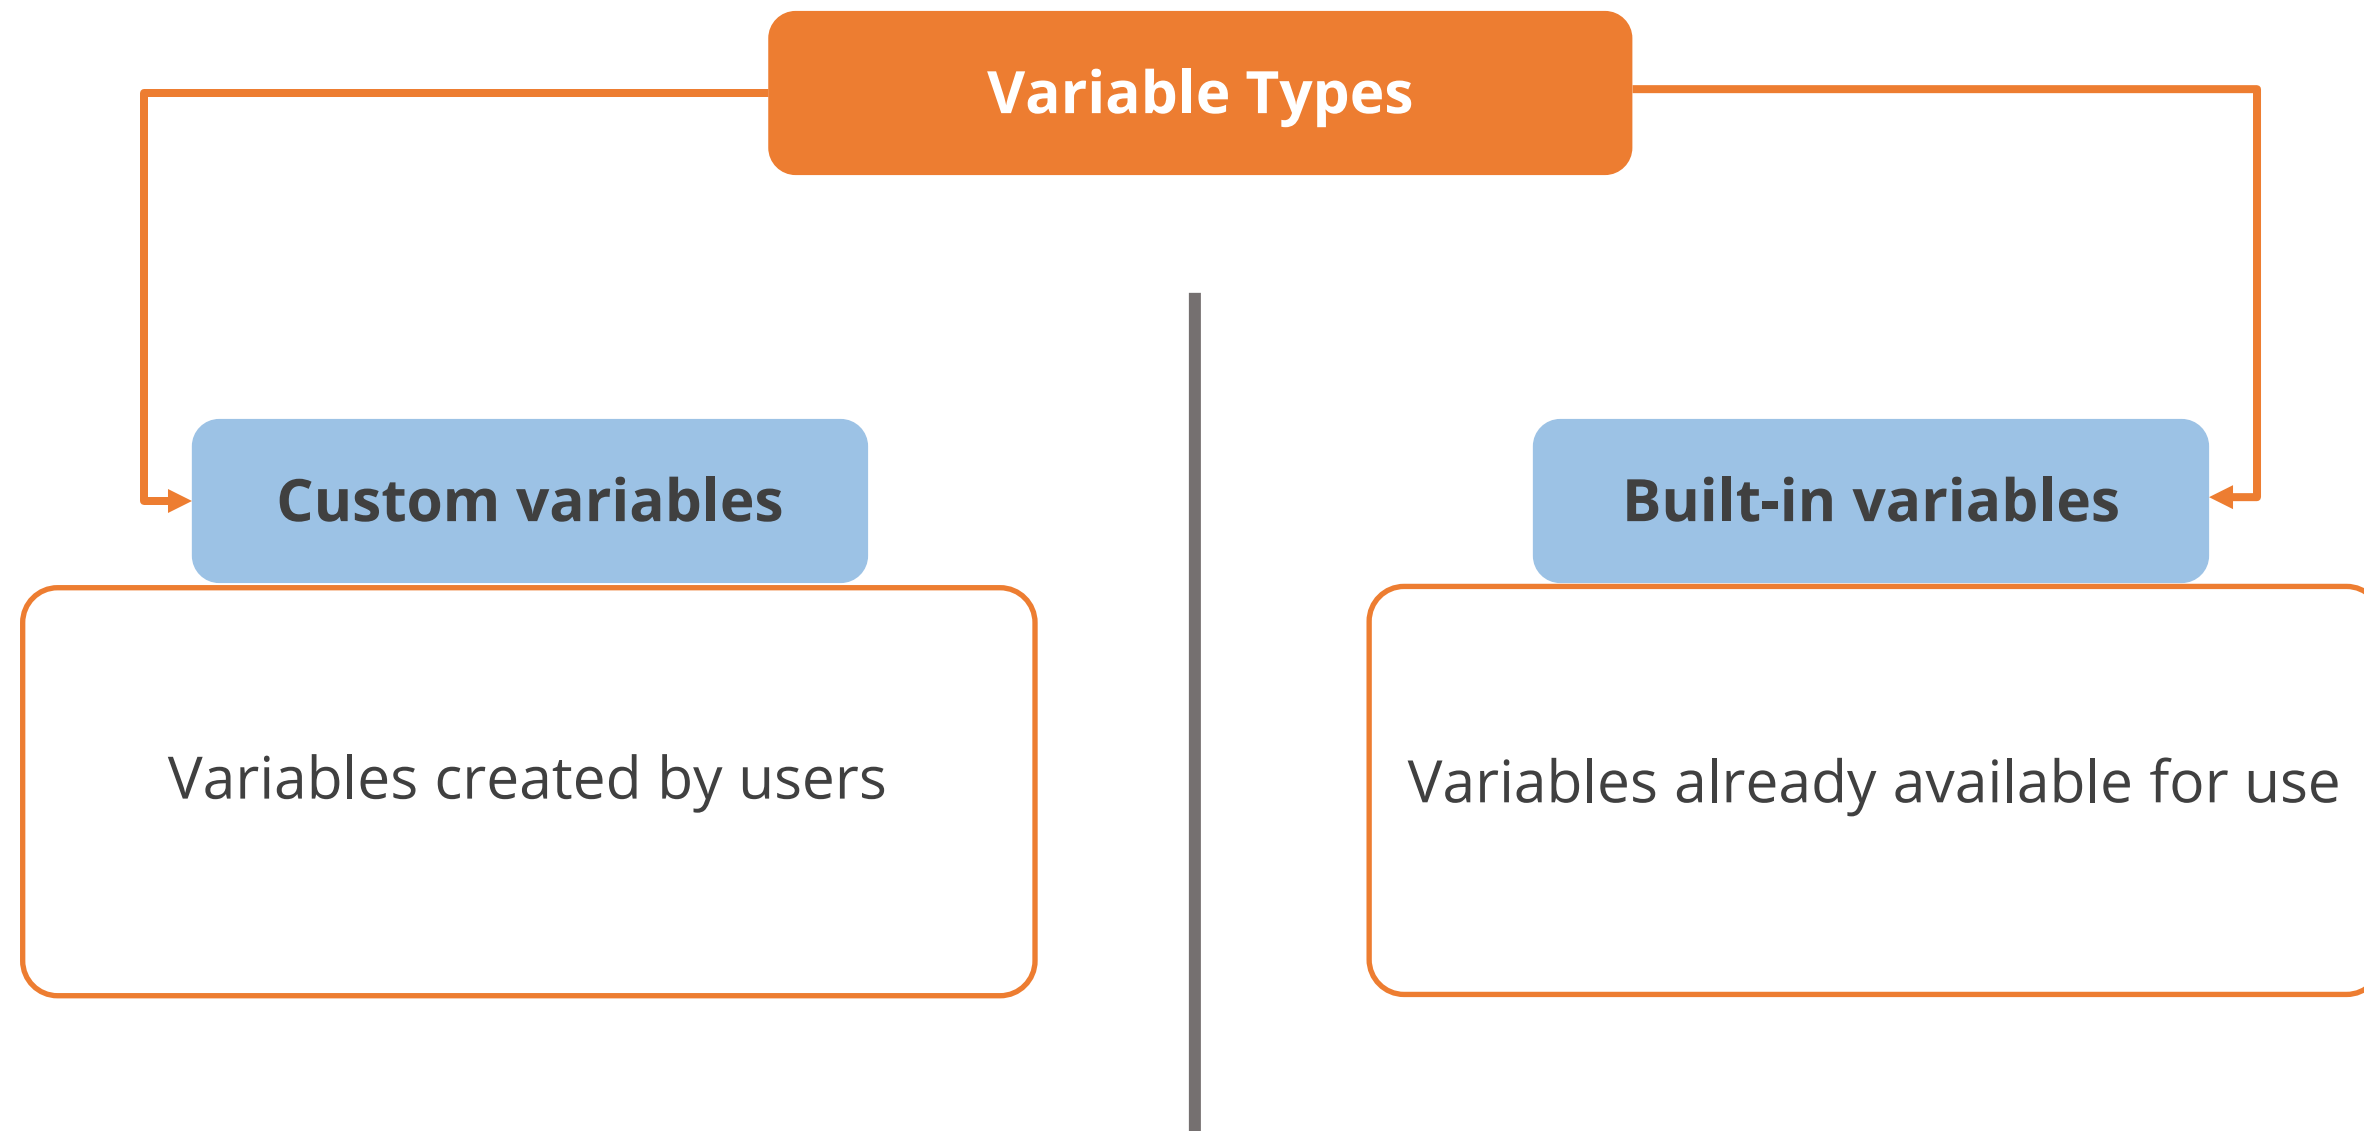 Variable Types
Custom variables
Variables created by users
Built-in variables
Variables already available for use